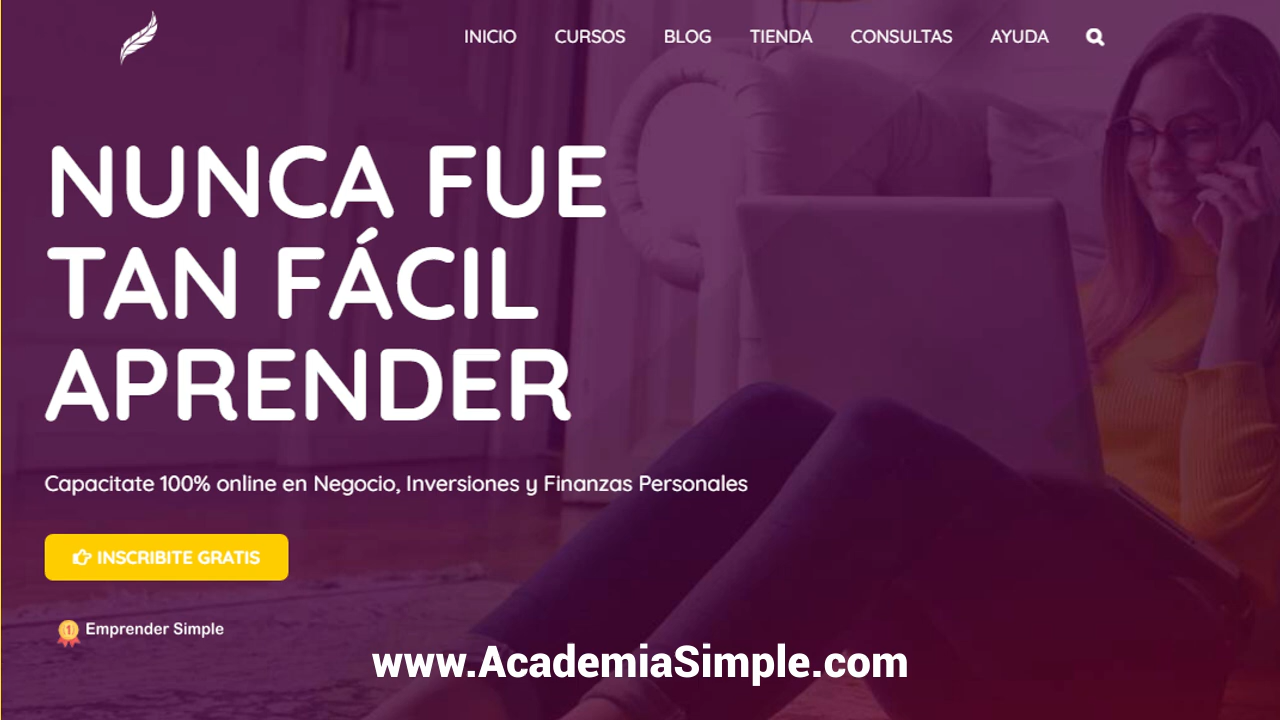 INICIO CURSOS BLOG TIENDA CONSULTAS AYUDA
NUNCA FUE
TAN FÁCIL
APRENDER
Capacitate 100% online en Negocio, Inversiones y Finanzas Personales
INSCRIBITE GRATIS
1 Emprender Simple
www.AcademiaSimple.com